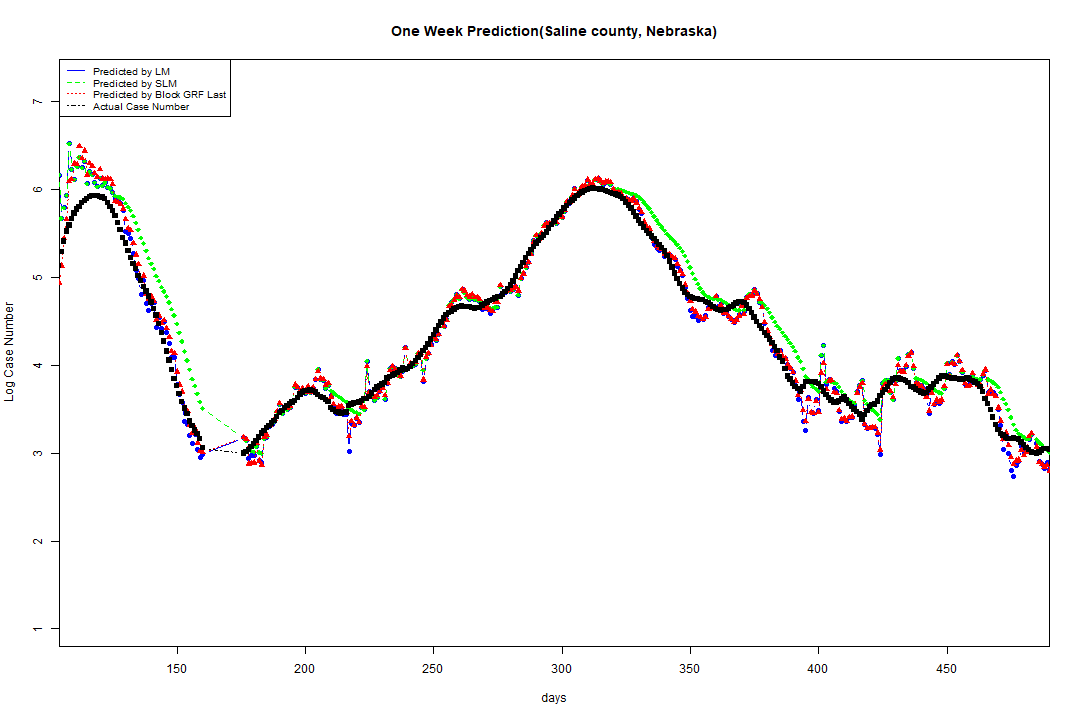 One Week Prediction(Saline county, Nebraska)
Predicted by LM
Predicted by SLM
Predicted by Block GRF Last
Actual Case Number
7
6
5
4
3
2
1
Log Case Number
150 200 250 300 350 400 450
days